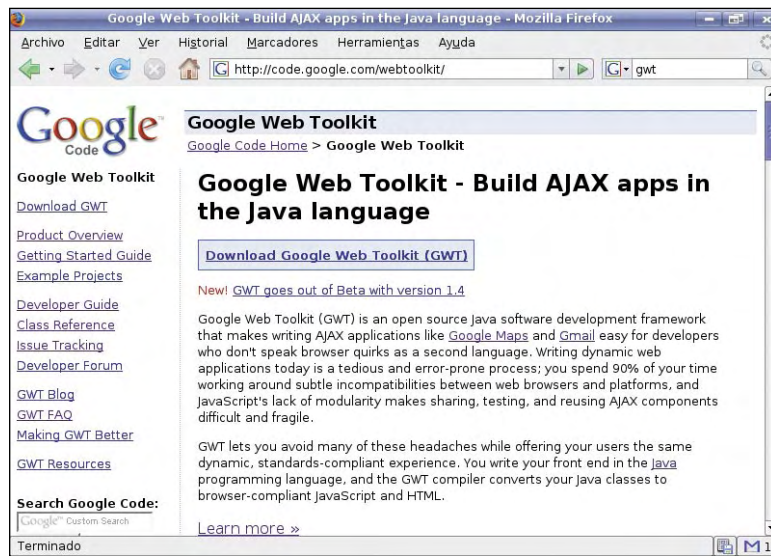 Google Web Toolkit - Build AJAX apps in the Java language - Mozilla Firefox
Archivo Editar Ver Historial Marcadores Herramientas Ayuda
G http://code.google.com/webtoolkit/ G gwt
Google™
Code
Google Web Toolkit
Download GWT
Product Overview
Getting Started Guide
Example Projects
Developer Guide
Class Reference
Issue Tracking
Developer Forum
GWT Blog
GWT FAQ
Making GWT Better
GWT Resources
Search Google Code:
Google™ Custom Search
Google Web Toolkit
Google Code Home > Google Web Toolkit
Google Web Toolkit - Build AJAX apps in
the Java language
Download Google Web Toolkit (GWT)
New! GWT goes out of Beta with version 1.4
Google Web Toolkit (GWT) is an open source Java software development framework
that makes writing AJAX applications like Google Maps and Gmail easy for developers
who don't speak browser quirks as a second language. Writing dynamic web
applications today is a tedious and error-prone process; you spend 90% of your time
working around subtle incompatibilities between web browsers and platforms, and
JavaScript's lack of modularity makes sharing, testing, and reusing AJAX components
difficult and fragile.
GWT lets you avoid many of these headaches while offering your users the same
dynamic, standards-compliant experience. You write your front end in the Java
programming language, and the GWT compiler converts your Java classes to
browser-compliant JavaScript and HTML.
Learn more »
Terminado
1